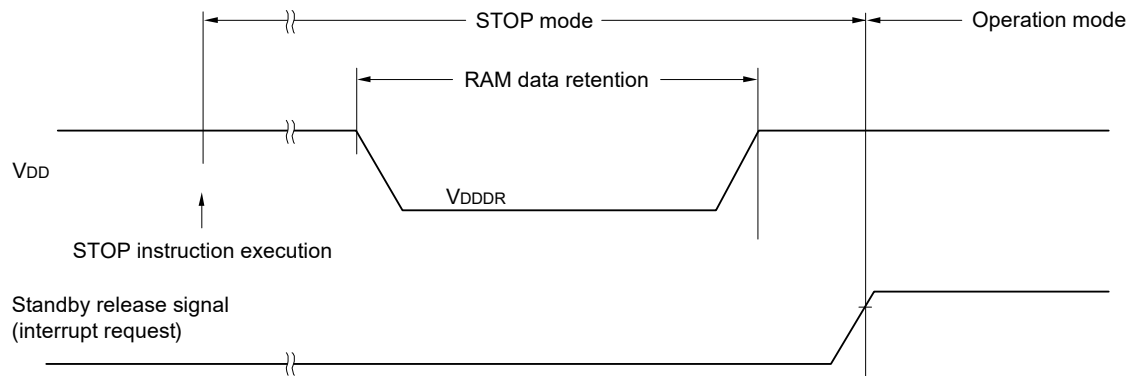 STOP mode
Operation mode
RAM data retention
VDD
VDDDR
STOP instruction execution
Standby release signal
(interrupt request)